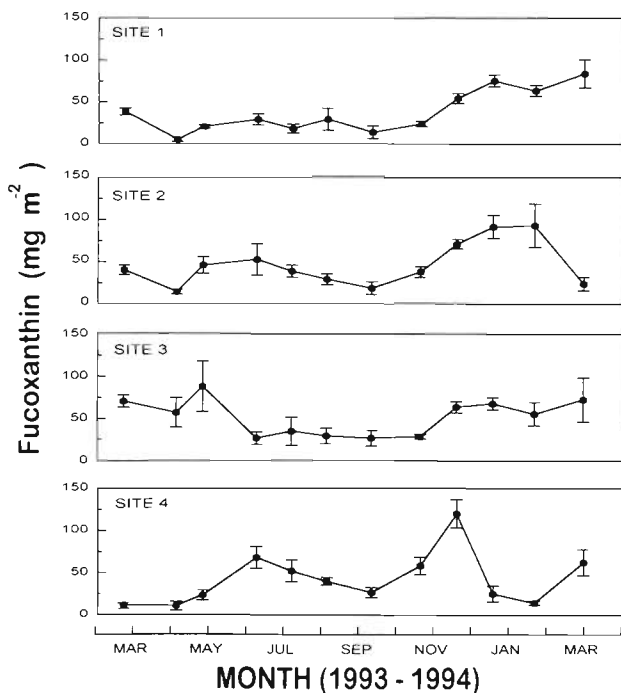 150
SITE 1
100
50
0
150
SITE 2
100
50
0
150
SITE 3
100
50
0
150
SITE 4
100
50
0
Fucoxanthin (mg m-2)
MAR MAY JUL SEP NOV JAN MAR
MONTH (1993 - 1994)